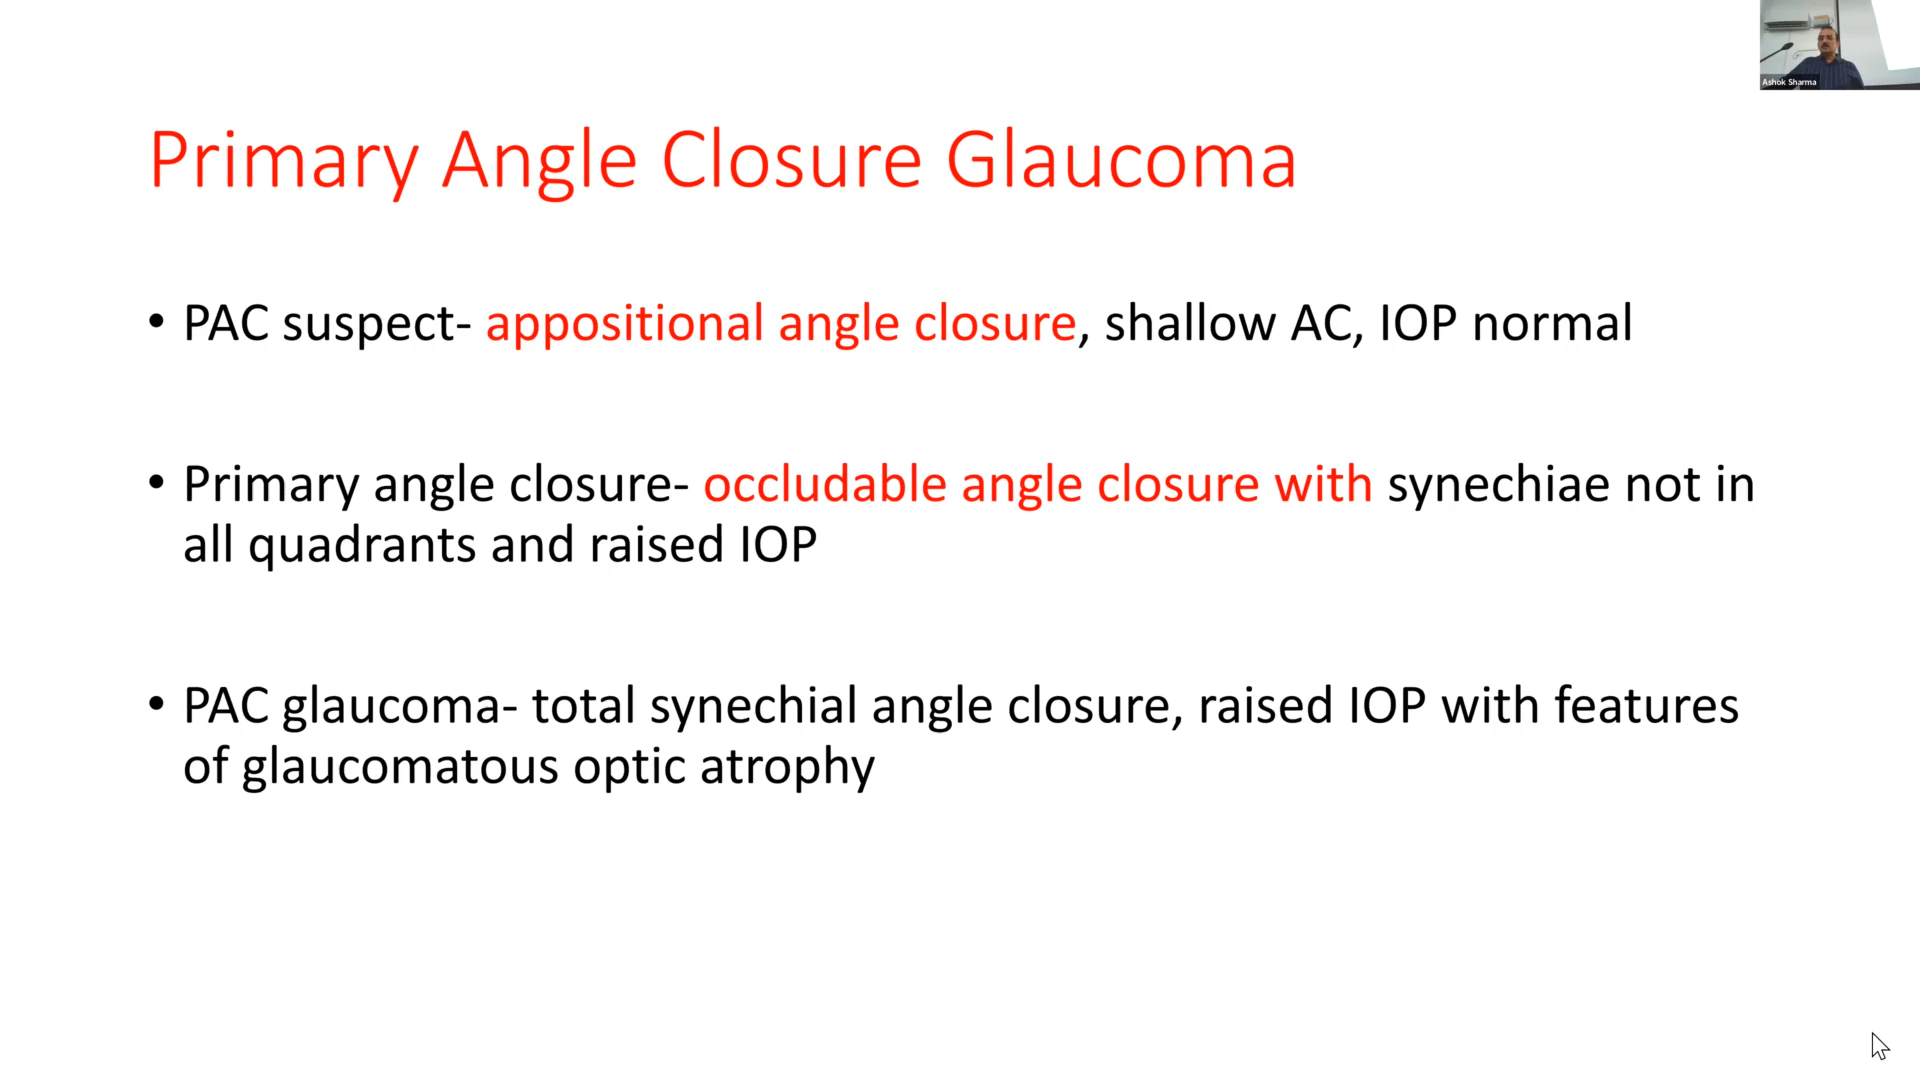 Ashok Sharma
Primary Angle Closure Glaucoma
• PAC suspect- appositional angle closure, shallow AC, IOP normal
• Primary angle closure- occludable angle closure with synechiae not in
all quadrants and raised IOP
• PAC glaucoma- total synechial angle closure, raised IOP with features
of glaucomatous optic atrophy